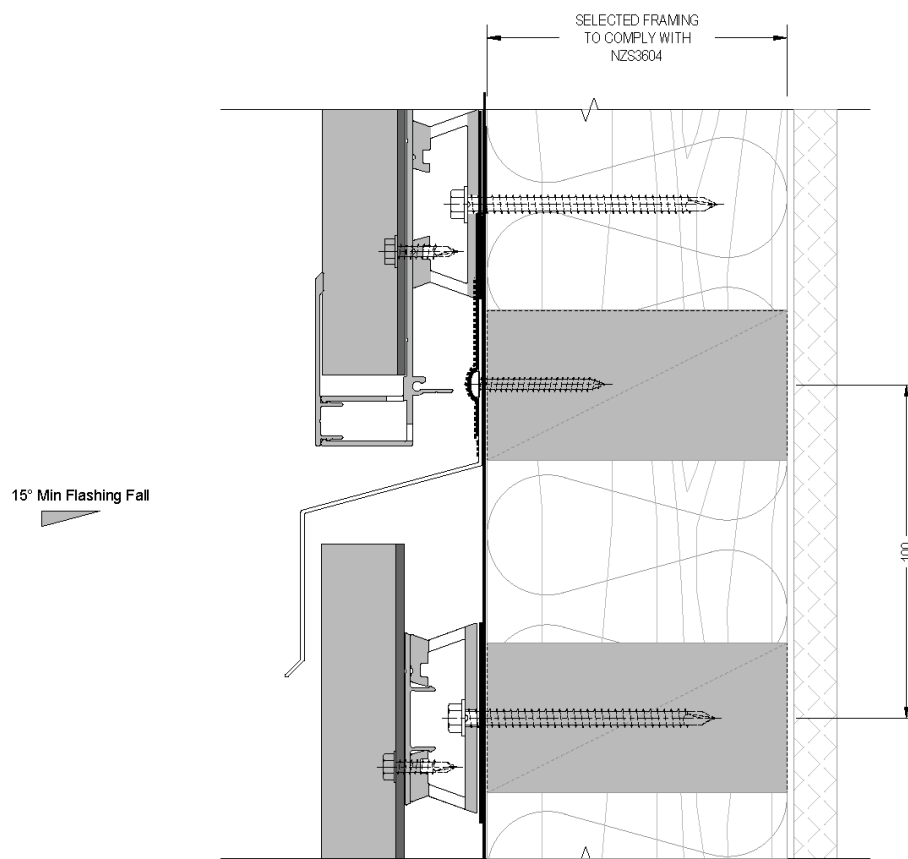 SELECTED FRAMING
TO COMPLY WITH
NZS3604
15° Min Flashing Fall
100